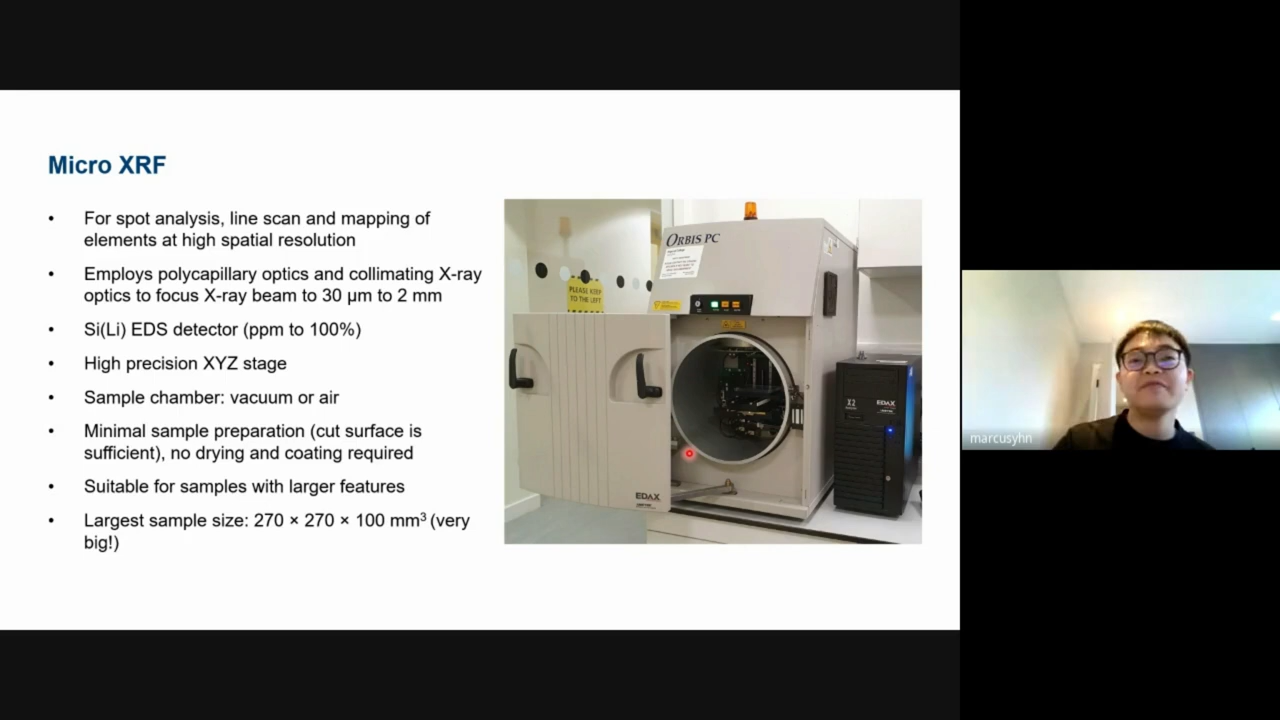 Micro XRF
• For spot analysis, line scan and mapping of
elements at high spatial resolution
• Employs polycapillary optics and collimating X-ray
optics to focus X-ray beam to 30 µm to 2 mm
• Si(Li) EDS detector (ppm to 100%)
• High precision XYZ stage
• Sample chamber: vacuum or air
• Minimal sample preparation (cut surface is
sufficient), no drying and coating required
• Suitable for samples with larger features
• Largest sample size: 270 × 270 × 100 mm³ (very
big!)
ORBIS PC
PLEASE KEEP
TO THE LEFT
X2
EDAX
EDAX
marcusyhn